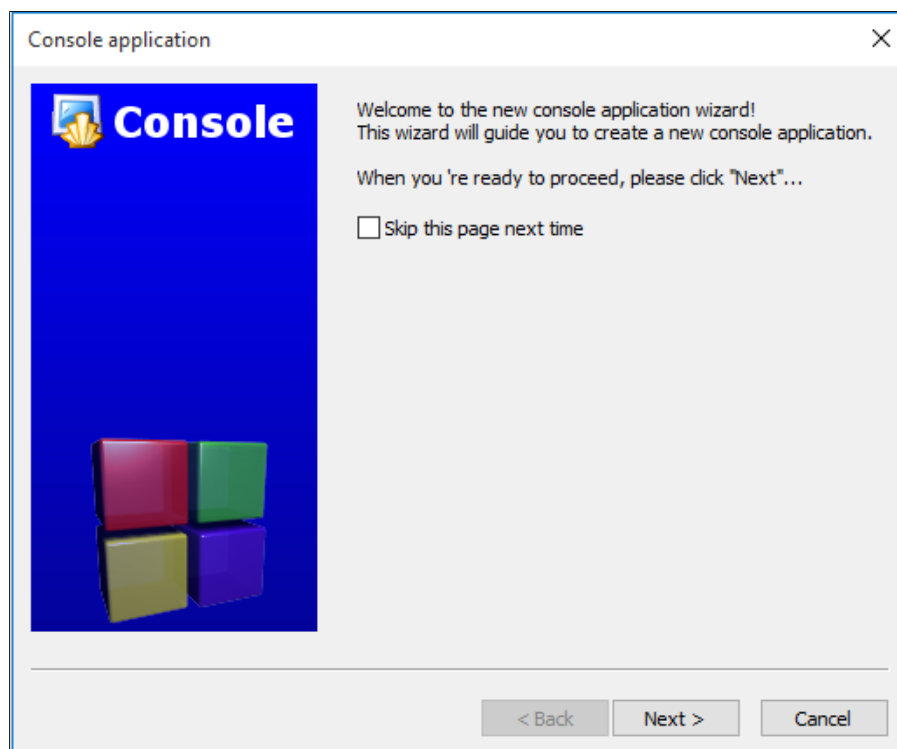 Console application
Console
Welcome to the new console application wizard!
This wizard will guide you to create a new console application.
When you 're ready to proceed, please click "Next"...
Skip this page next time
< Back
Next >
Cancel